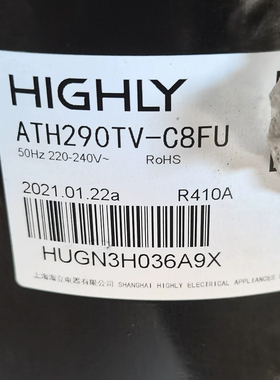 HIGHLY
ATH290TV-C8FU
50Hz 220-240V~ RoHS
2021.01.22a R410A
HUGN3H036A9X
上海海立电器有限公司 SHANGHAI HIGHLY ELECTRICAL APPLIANCES